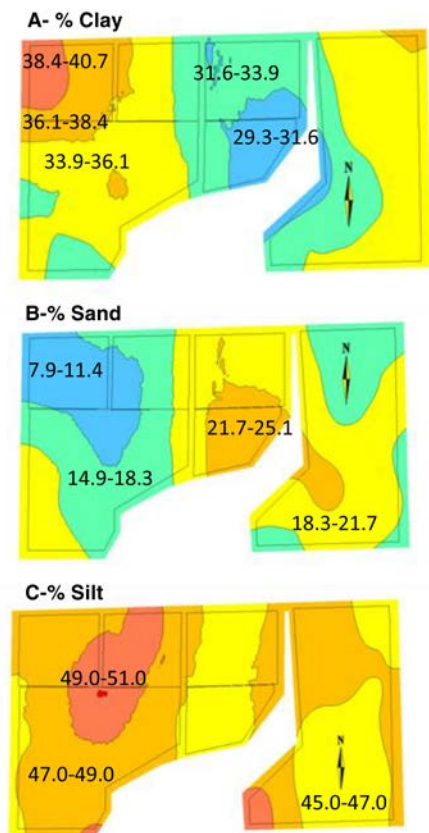 A- % Clay
38.4-40.7
31.6-33.9
36.1-38.4
29.3-31.6
33.9-36.1
N
B-% Sand
N
7.9-11.4
21.7-25.1
14.9-18.3
18.3-21.7
C-% Silt
49.0-51.0
N
47.0-49.0
45.0-47.0